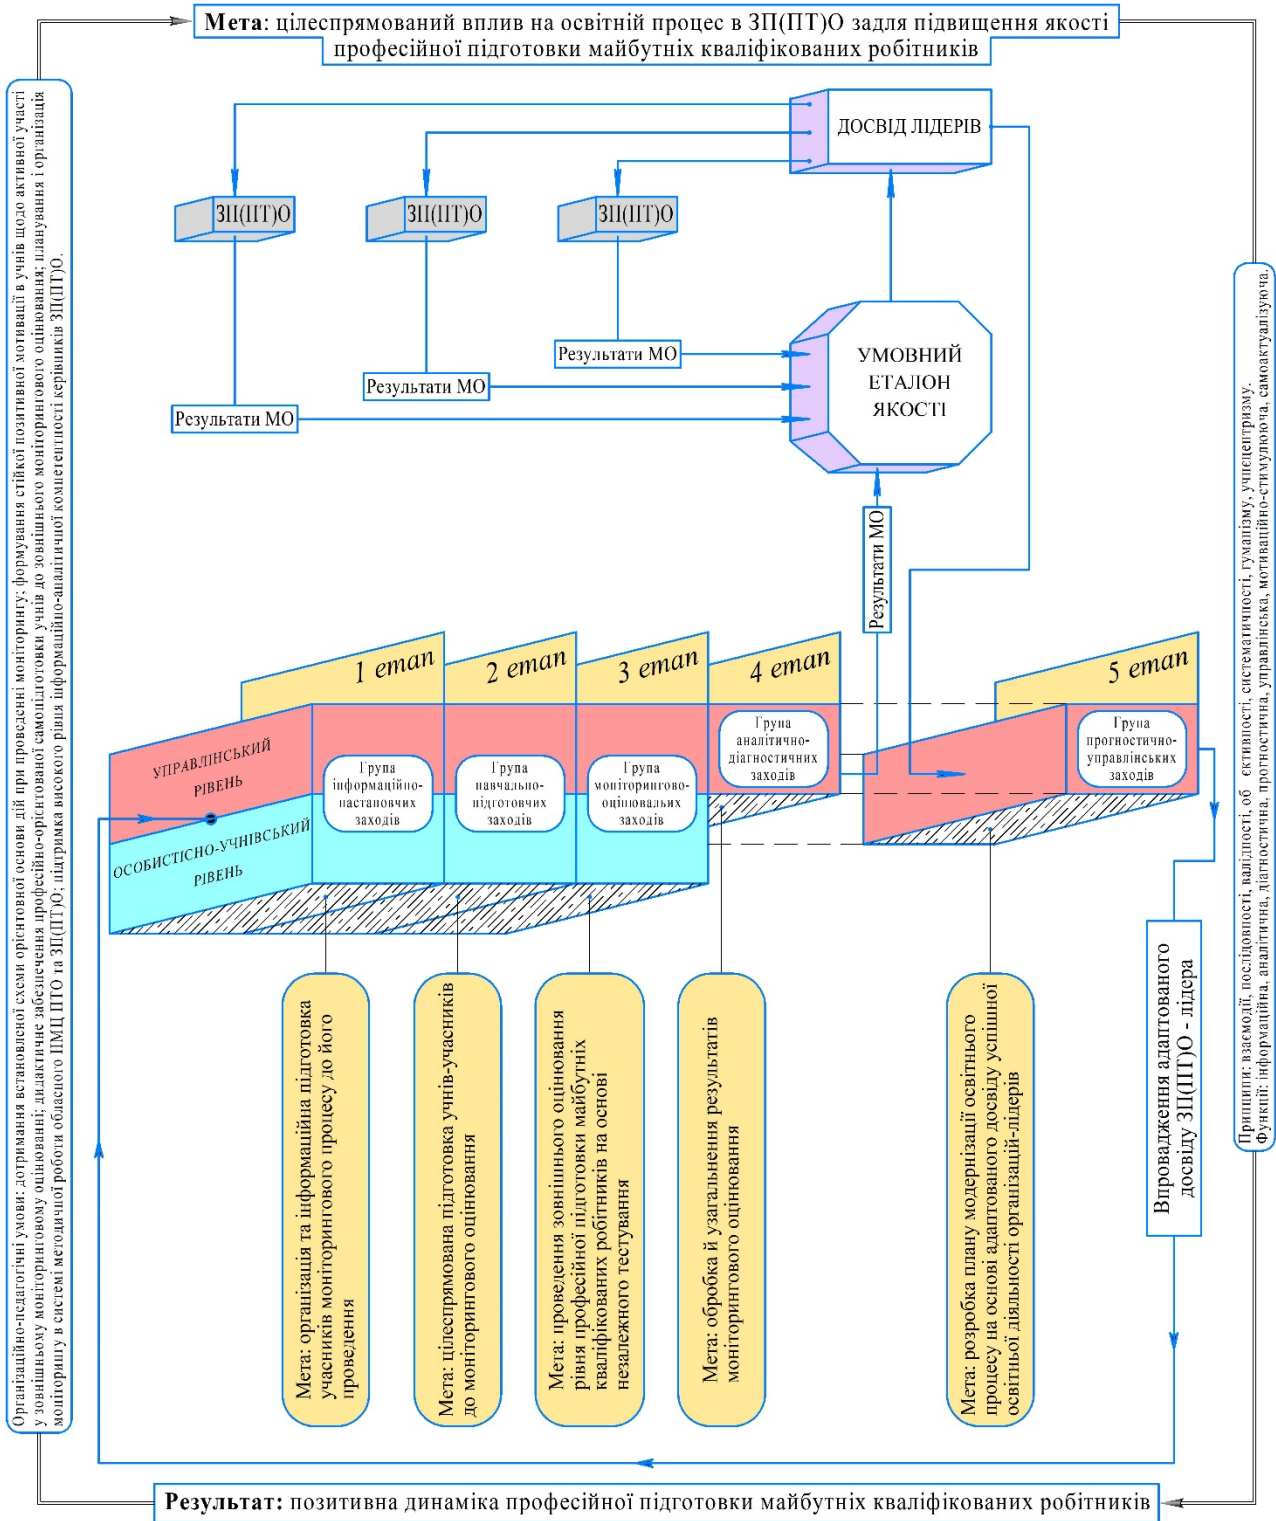 Мета: цілеспрямований вплив на освітній процес в ЗП(ПТ)О задля підвищення якості
професійної підготовки майбутніх кваліфікованих робітників
Організаційно-педагогічні умови: дотримання встановленої схеми орієнтовної основи дій при проведенні моніторингу; формування стійкої позитивної мотивації в учнів щодо активної участі
у зовнішньому моніторинговому оцінюванні; дидактичне забезпечення професійно-орієнтованої самопідготовки учнів до зовнішнього моніторингового оцінювання; планування і організація
моніторингу в системі методичної роботи обласного НМЦ ПТО та ЗП(ПТ)О; підтримка високого рівня інформаційно-аналітичної компетентності керівників ЗП(ПТ)О.
ДОСВІД ЛІДЕРІВ
ЗП(ПТ)О
ЗП(ПТ)О
ЗП(ПТ)О
Результати МО
Результати МО
Результати МО
УМОВНИЙ
ЕТАЛОН
ЯКОСТІ
Результати МО
1 етап
2 етап
3 етап
4 етап
5 етап
УПРАВЛІНСЬКИЙ
РІВЕНЬ
ОСОБИСТІСНО-УЧНІВСЬКИЙ
РІВЕНЬ
Група
інформаційно-
настановчих
заходів
Група
навчально-
підготовчих
заходів
Група
моніторингово-
оцінювальних
заходів
Група
аналітично-
діагностичних
заходів
Група
прогностично-
управлінських
заходів
Мета: організація та інформаційна підготовка
учасників моніторингового процесу до його
проведення
Мета: цілеспрямована підготовка учнів-учасників
до моніторингового оцінювання
Мета: проведення зовнішнього оцінювання
рівня професійної підготовки майбутніх
кваліфікованих робітників на основі
незалежного тестування
Мета: обробка й узагальнення результатів
моніторингового оцінювання
Мета: розробка плану модернізації освітнього
процесу на основі адаптованого досвіду успішної
освітньої діяльності організацій-лідерів
Впровадження адаптованого
досвіду ЗП(ПТ)О - лідера
Принципи: взаємодії, послідовності, валідності, об єктивності, систематичності, гуманізму, учнецентризму.
Функції: інформаційна, аналітична, діагностична, прогностична, управлінська, мотиваційно-стимулююча, самоактуалізуюча.
Результат: позитивна динаміка професійної підготовки майбутніх кваліфікованих робітників